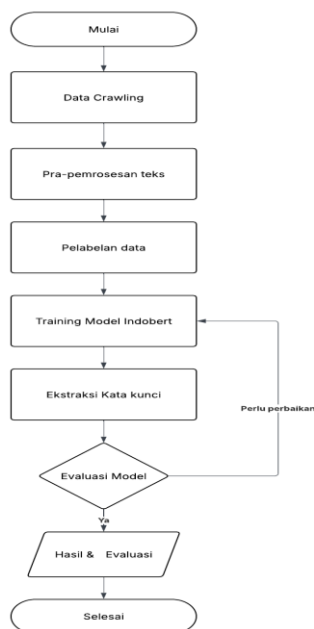 Mulai
Data Crawling
Pra-pemrosesan teks
Pelabelan data
Training Model Indobert
Ekstraksi Kata kunci
Perlu perbaikan
Evaluasi Model
Ya
Hasil & Evaluasi
Selesai